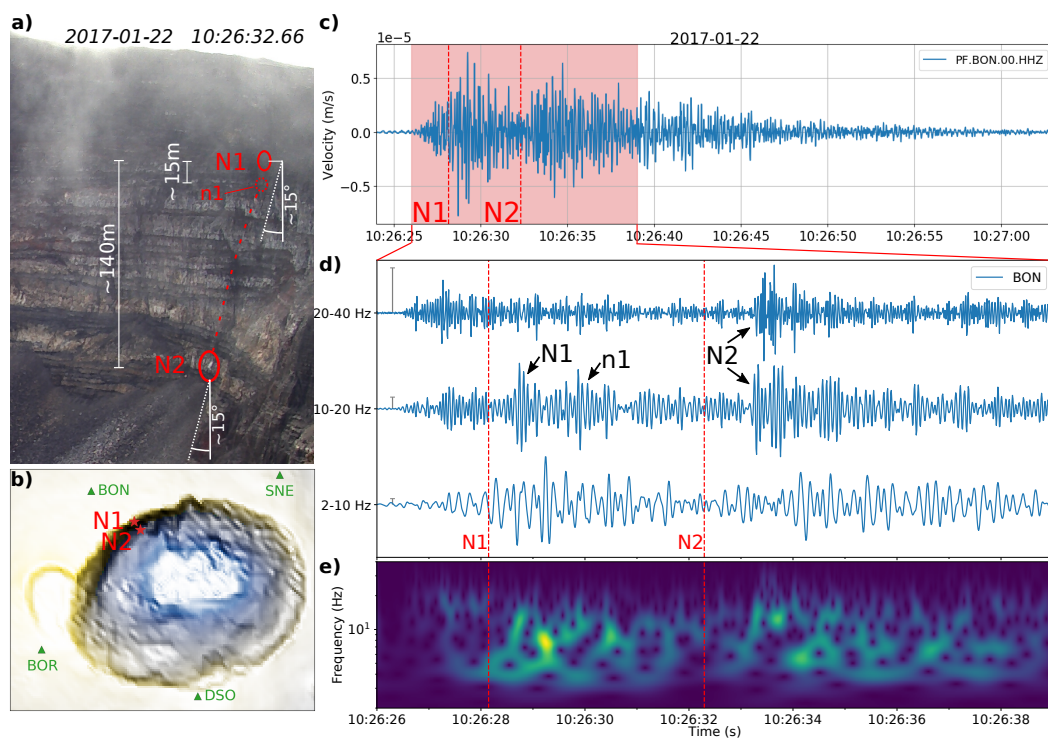 a)
2017-01-22 10:26:32.66
N1
~15m
n1
~15°
~140m
N2
~15°
b)
BON
SNE
N1
N2
BOR
DSO
c)
2017-01-22
1e−5
PF.BON.00.HHZ
Velocity (m/s)
0.5
0.0
−0.5
N1
N2
10:26:25 10:26:30 10:26:35 10:26:40 10:26:45 10:26:50 10:26:55 10:27:00
d)
BON
20-40 Hz
N1
n1
N2
10-20 Hz
2-10 Hz
N1
N2
e)
Frequency (Hz)
10¹
10:26:26 10:26:28 10:26:30 10:26:32 10:26:34 10:26:36 10:26:38
Time (s)